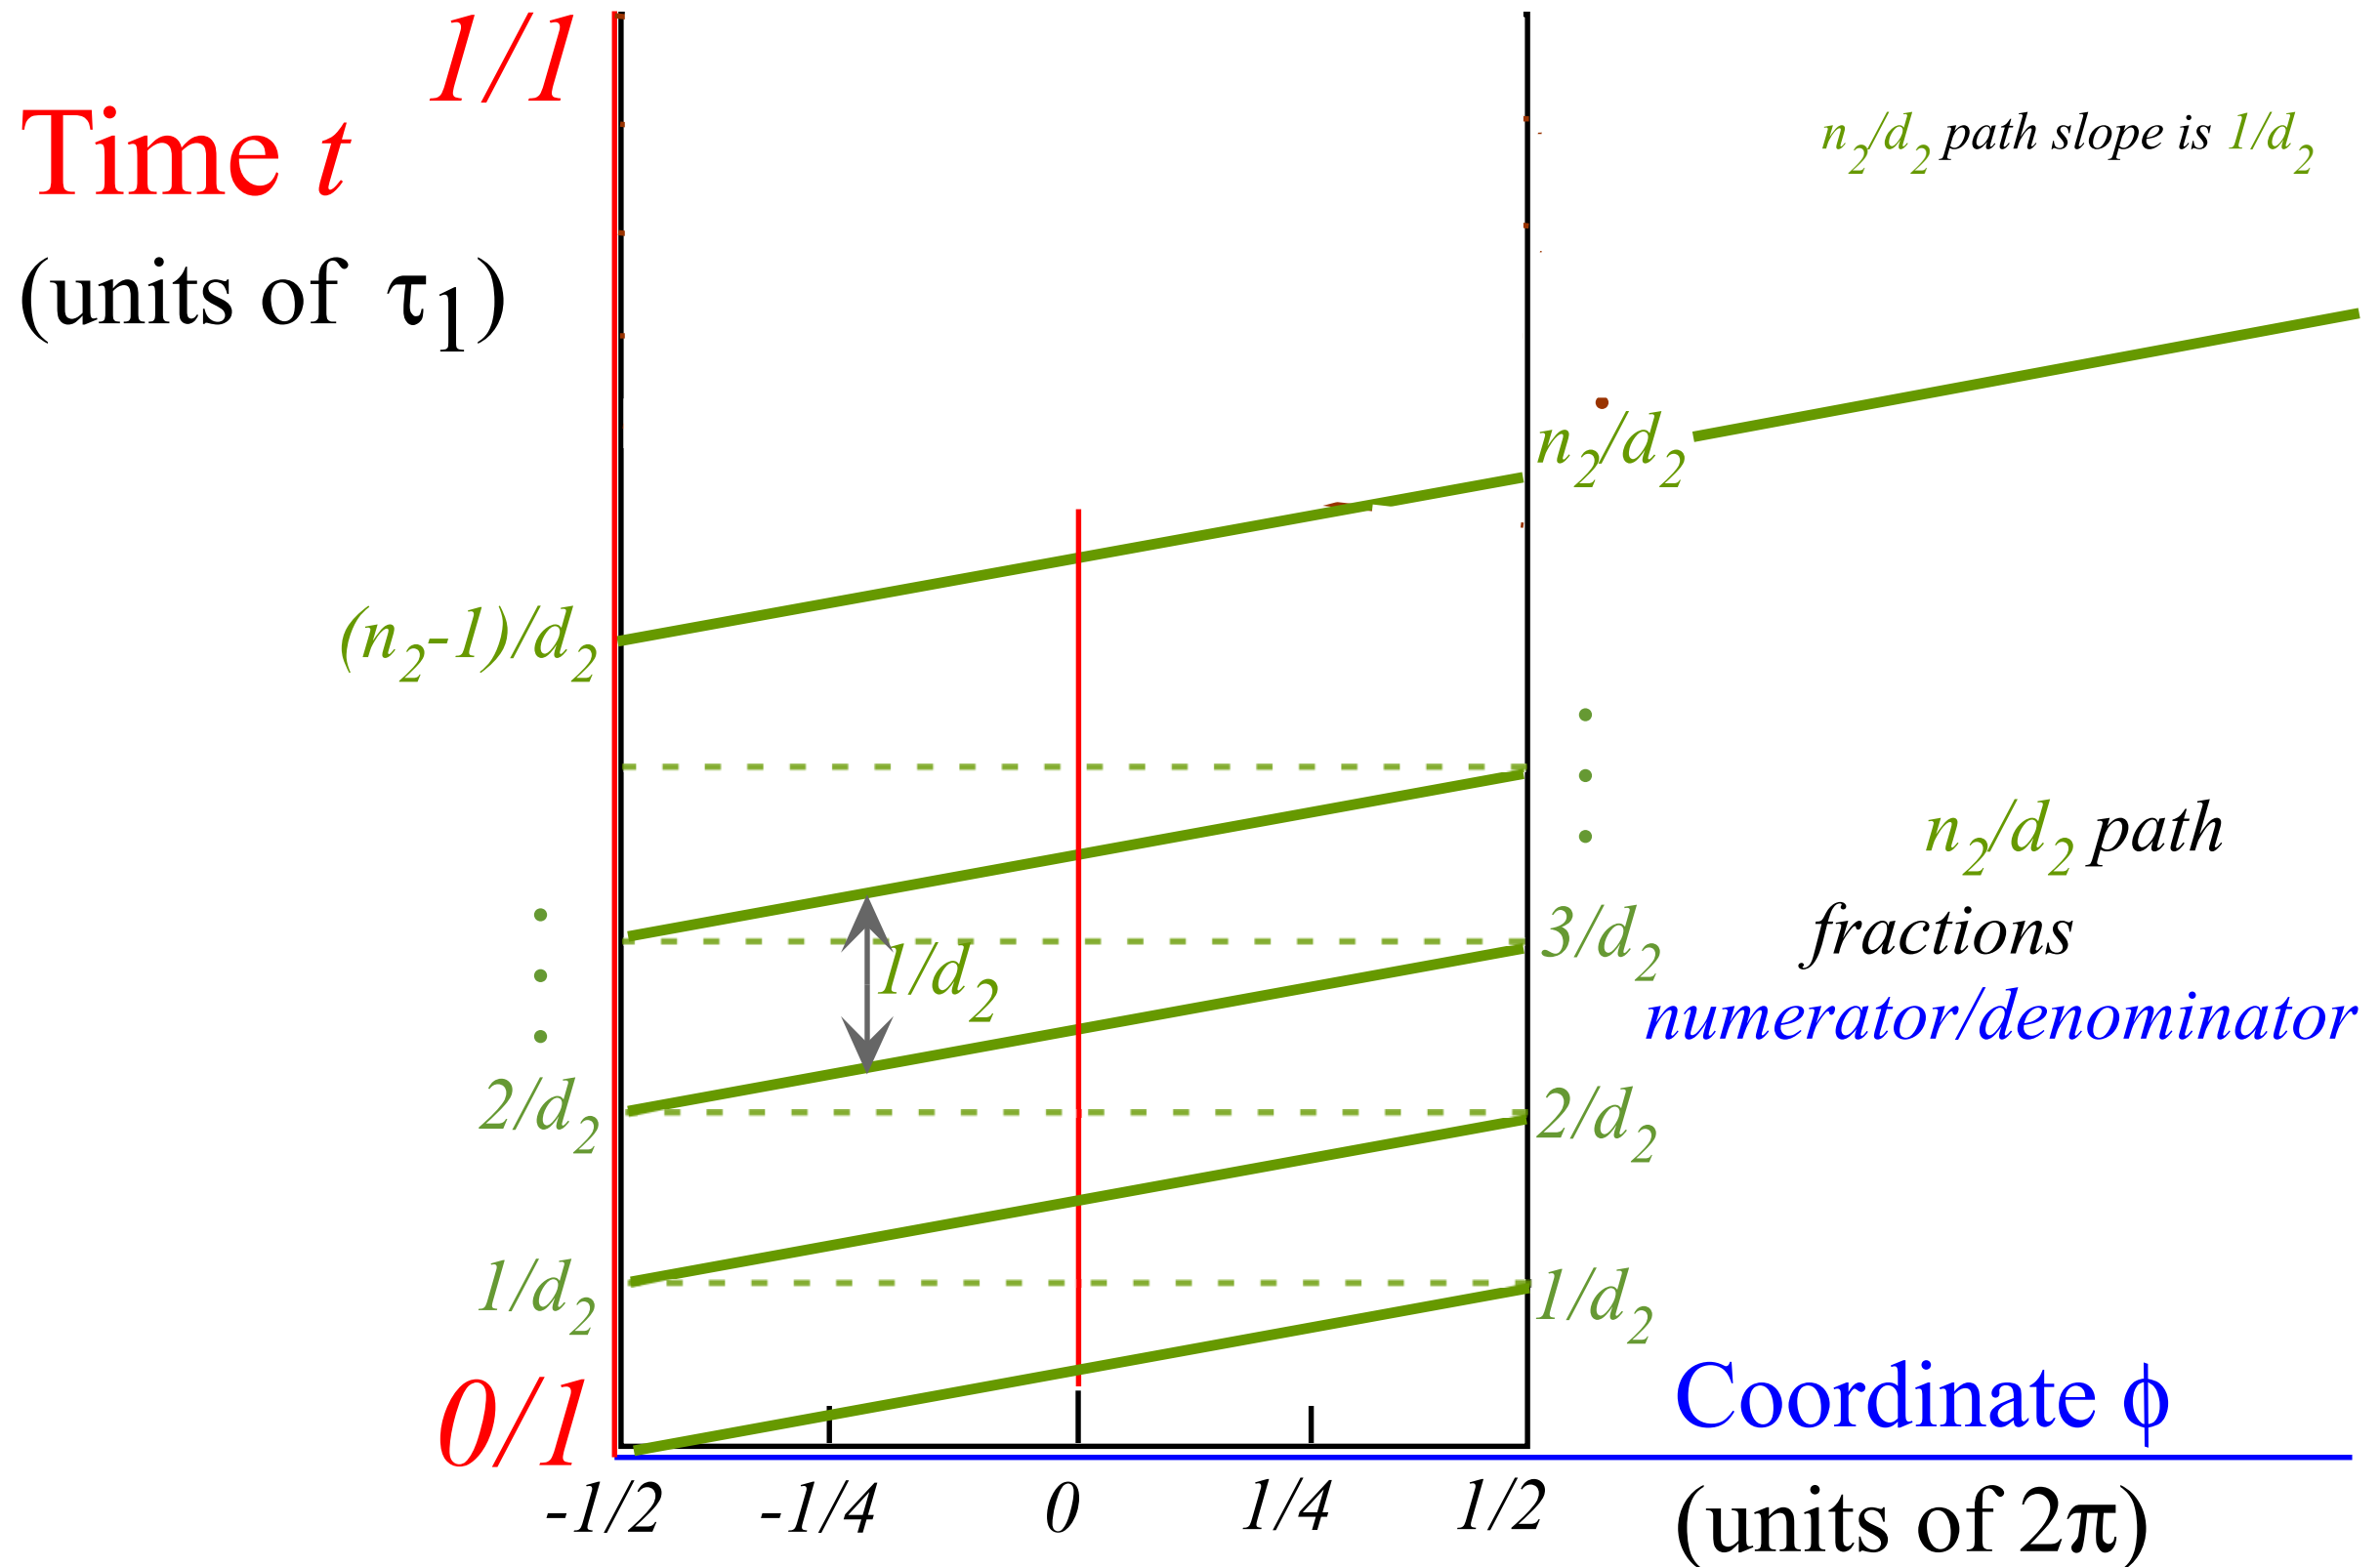 1/1
Time t
(units of τ1)
n2/d2 path slope is 1/d2
n2/d2
(n2-1)/d2
n2/d2 path
fractions
numerator/denominator
1/d2
3/d2
2/d2
2/d2
1/d2
1/d2
0/1
Coordinate ϕ
(units of 2π)
-1/2 -1/4 0 1/4 1/2